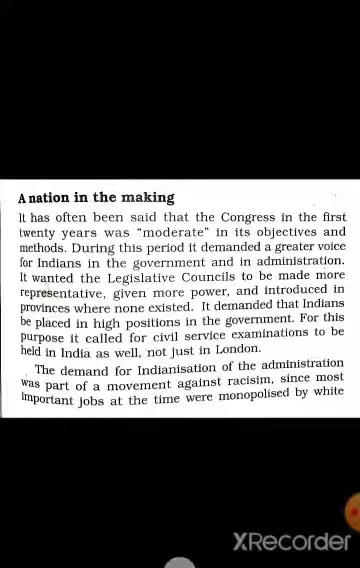 A nation in the making
It has often been said that the Congress in the first
twenty years was "moderate" in its objectives and
methods. During this period it demanded a greater voice
for Indians in the government and in administration.
It wanted the Legislative Councils to be made more
representative, given more power, and introduced in
provinces where none existed. It demanded that Indians
be placed in high positions in the government. For this
purpose it called for civil service examinations to be
held in India as well, not just in London.
The demand for Indianisation of the administration
was part of a movement against racisim, since most
important jobs at the time were monopolised by white
XRecorder